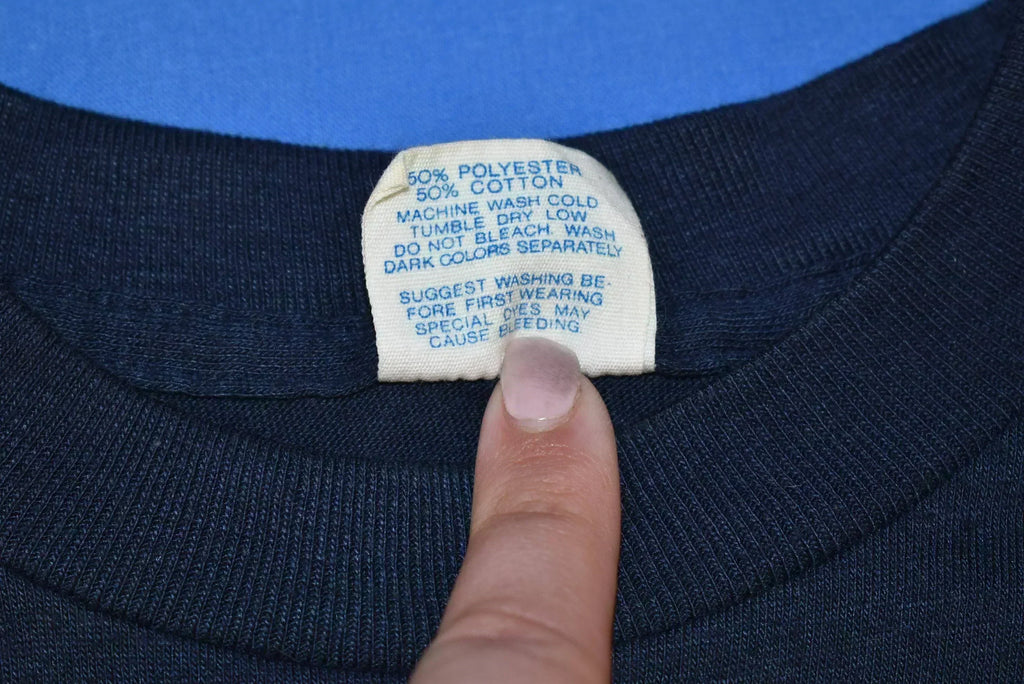 50% POLYESTER
50% COTTON
MACHINE WASH COLD
TUMBLE DRY LOW
DO NOT BLEACH. WASH
DARK COLORS SEPARATELY
SUGGEST WASHING BE-
FORE FIRST WEARING
SPECIAL DYES MAY
CAUSE BLEEDING